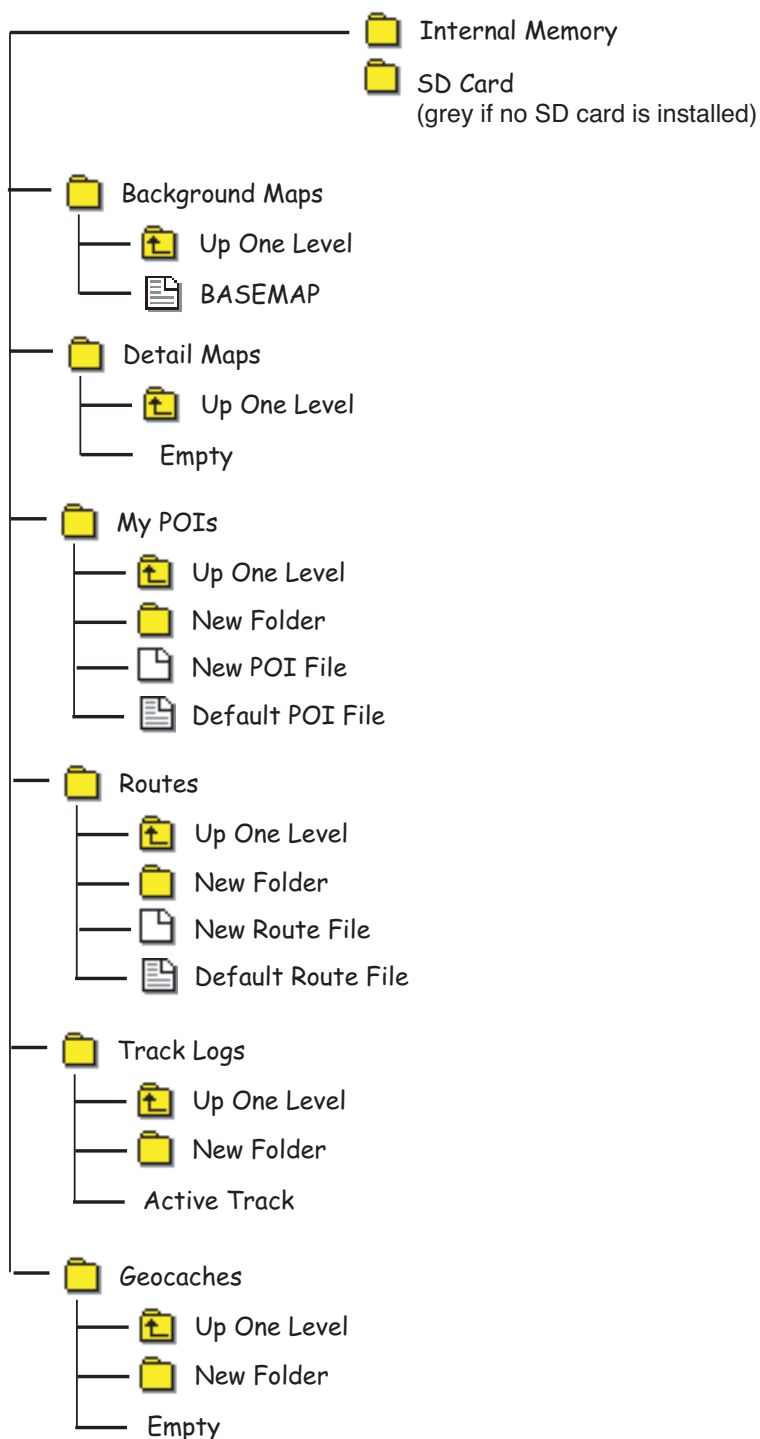 Internal Memory
SD Card
(grey if no SD card is installed)
Background Maps
Up One Level
BASEMAP
Detail Maps
Up One Level
Empty
My POIs
Up One Level
New Folder
New POI File
Default POI File
Routes
Up One Level
New Folder
New Route File
Default Route File
Track Logs
Up One Level
New Folder
Active Track
Geocaches
Up One Level
New Folder
Empty